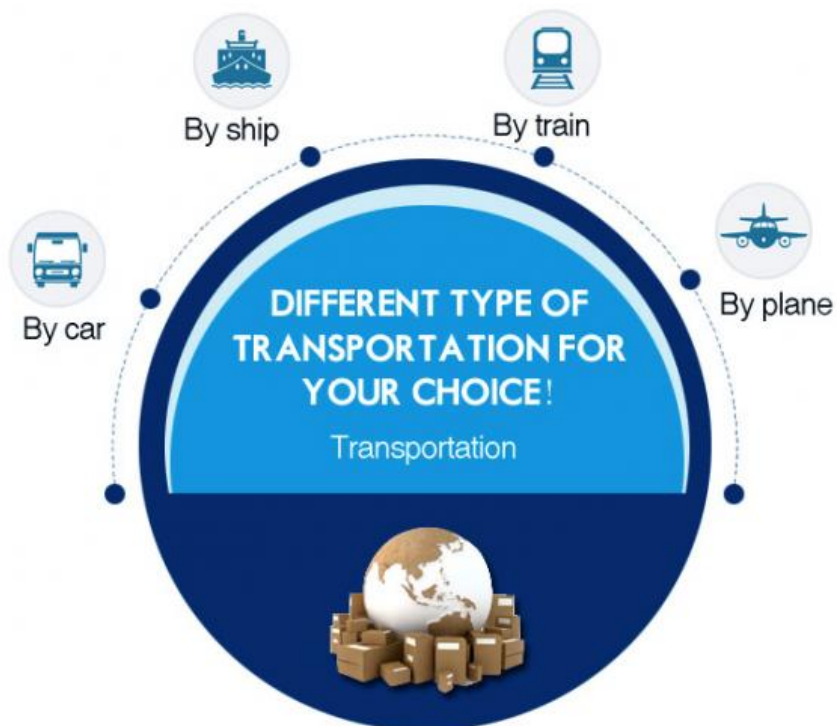 By ship
By train
By car
By plane
DIFFERENT TYPE OF
TRANSPORTATION FOR
YOUR CHOICE!
Transportation